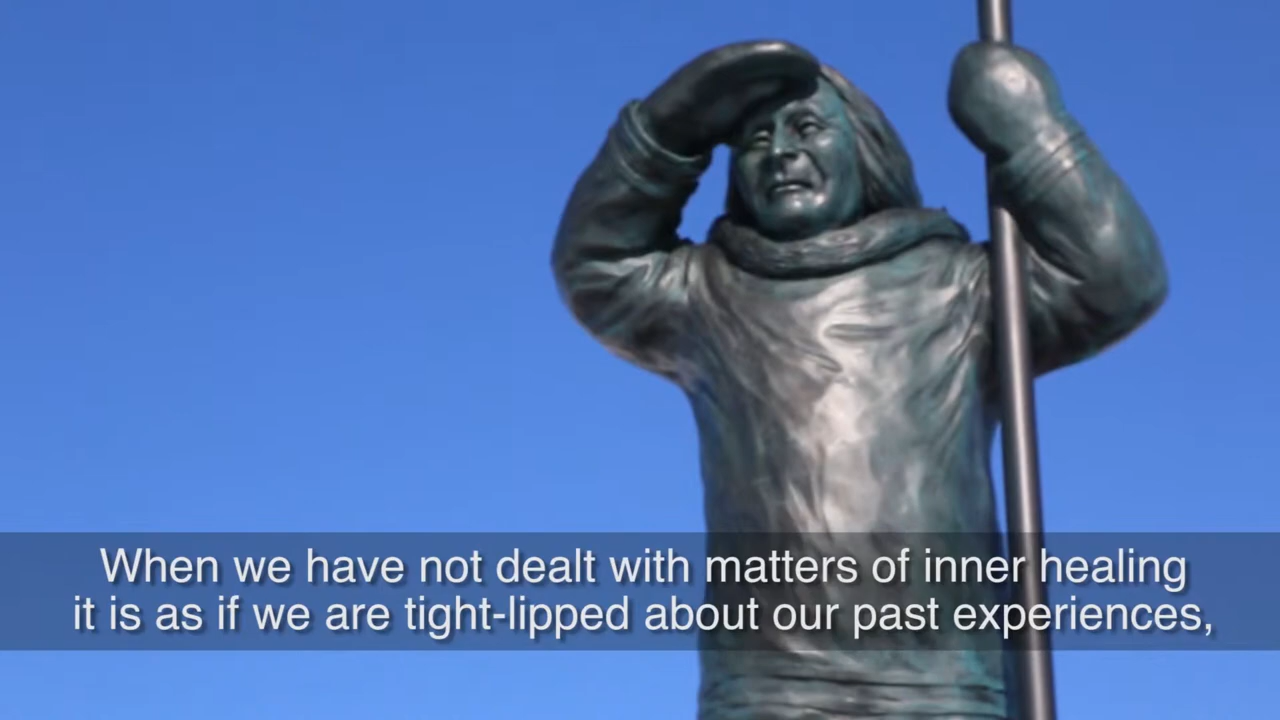 When we have not dealt with matters of inner healing
it is as if we are tight-lipped about our past experiences,